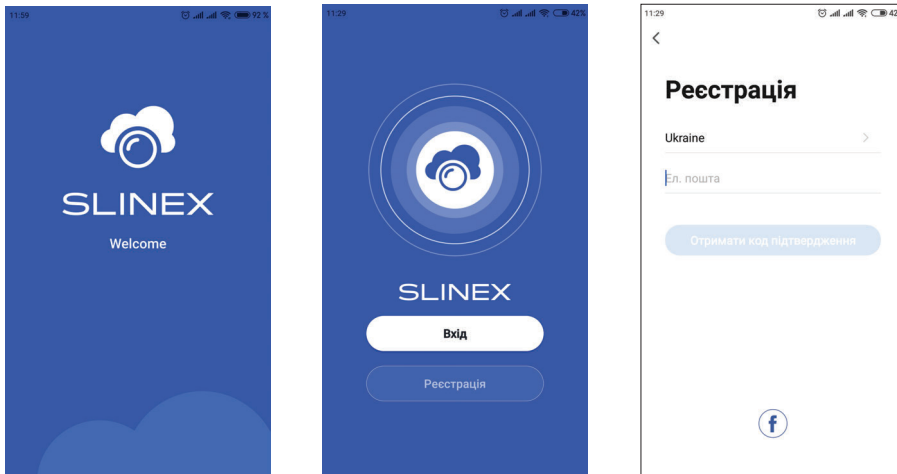 11:59
92 %
SLINEX
Welcome
11:29
42%
SLINEX
Вхід
Реєстрація
11:29
42
Реєстрація
Ukraine
Ел. пошта
Отримати код підтвердження
f